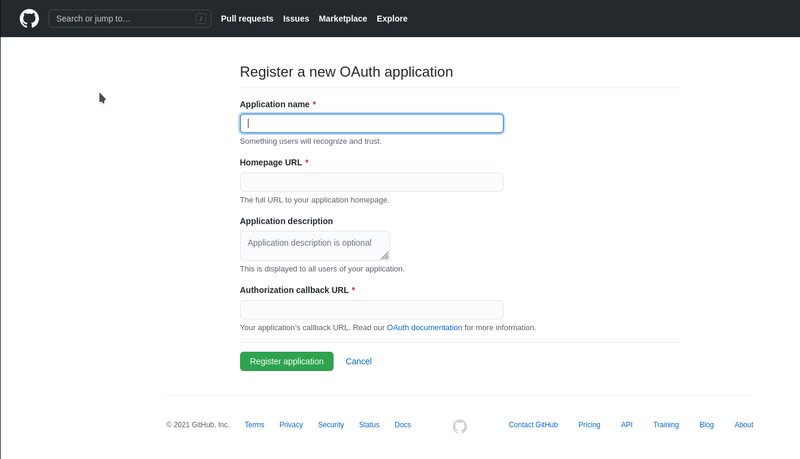 Search or jump to… / Pull requests Issues Marketplace Explore
Register a new OAuth application
Application name *
Something users will recognize and trust.
Homepage URL *
The full URL to your application homepage.
Application description
Application description is optional
This is displayed to all users of your application.
Authorization callback URL *
Your application's callback URL. Read our OAuth documentation for more information.
Register application Cancel
© 2021 GitHub, Inc. Terms Privacy Security Status Docs Contact GitHub Pricing API Training Blog About